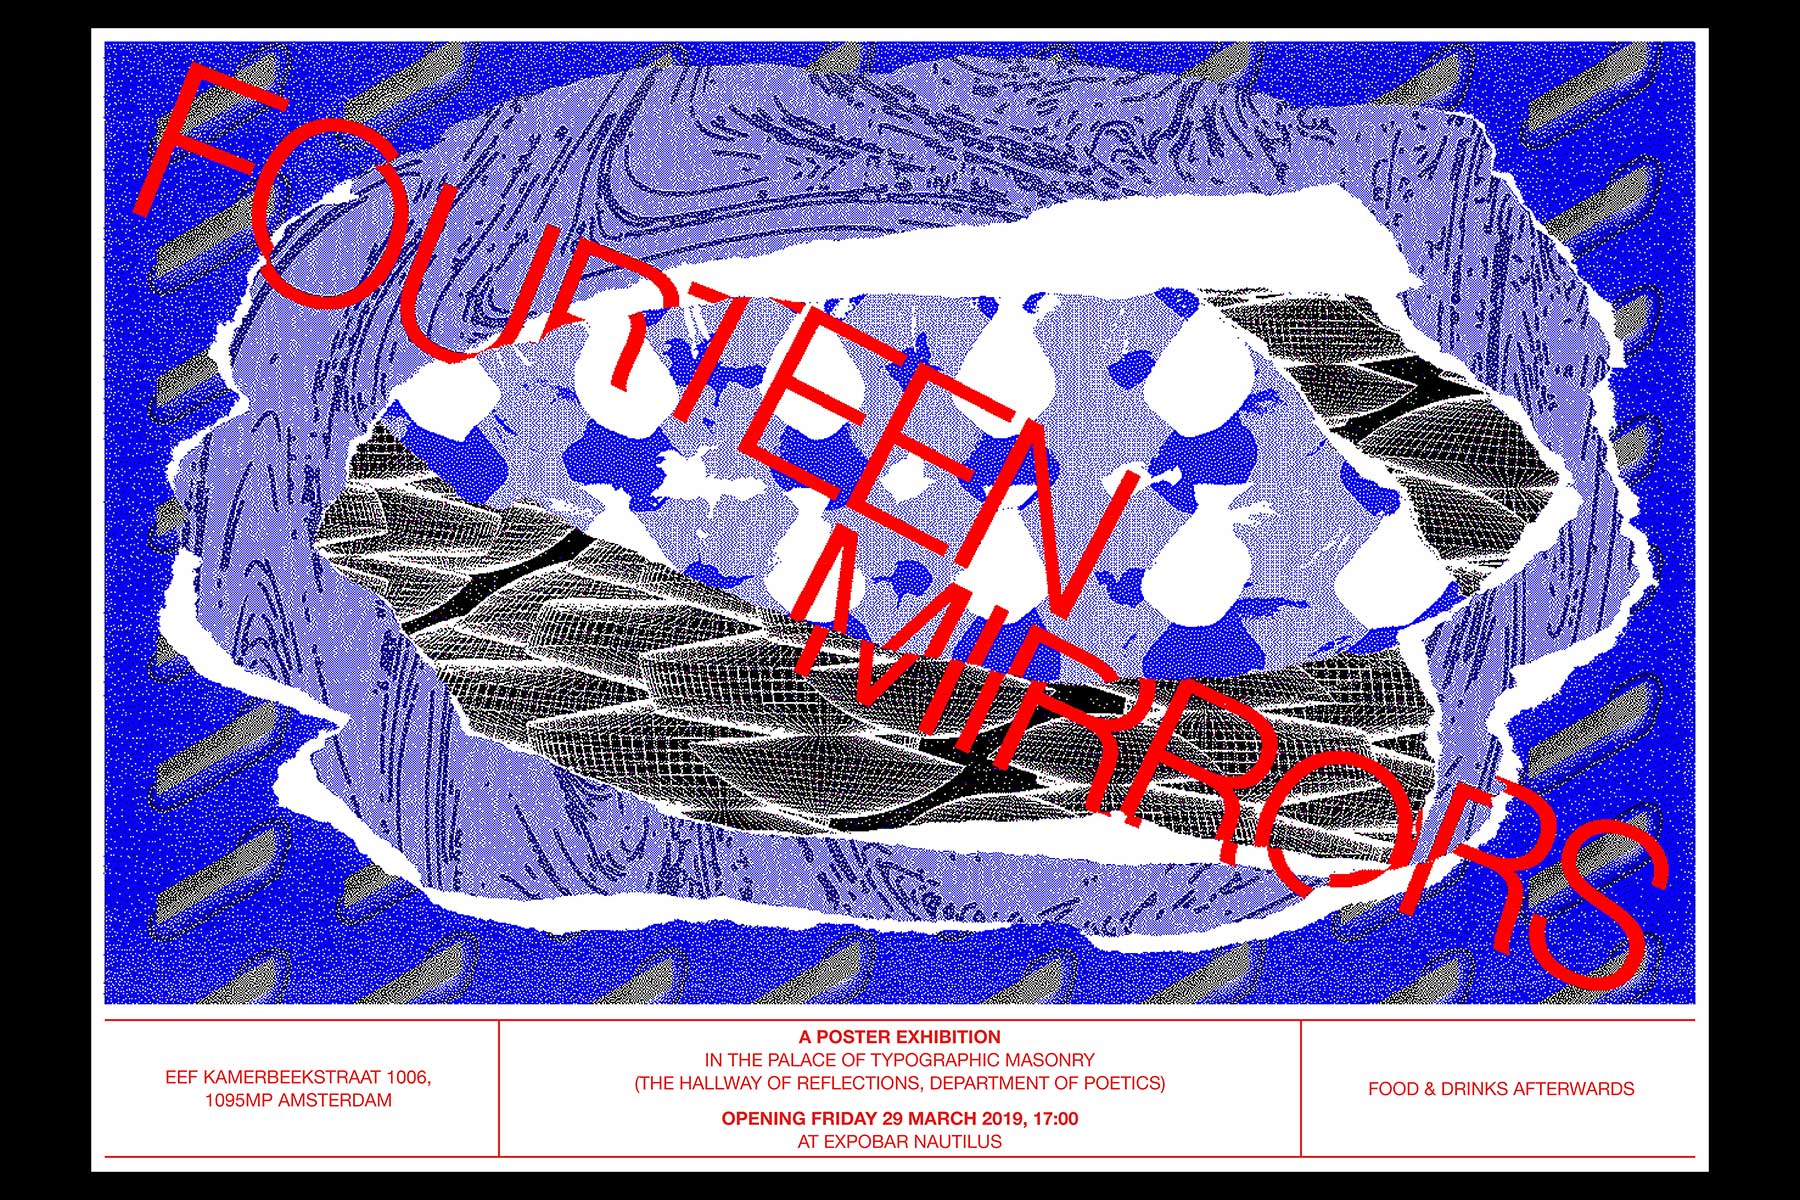 FOURTEEN
MIRRORS
EEF KAMERBEEKSTRAAT 1006,
1095MP AMSTERDAM
A POSTER EXHIBITION
IN THE PALACE OF TYPOGRAPHIC MASONRY
(THE HALLWAY OF REFLECTIONS, DEPARTMENT OF POETICS)
OPENING FRIDAY 29 MARCH 2019, 17:00
AT EXPOBAR NAUTILUS
FOOD & DRINKS AFTERWARDS